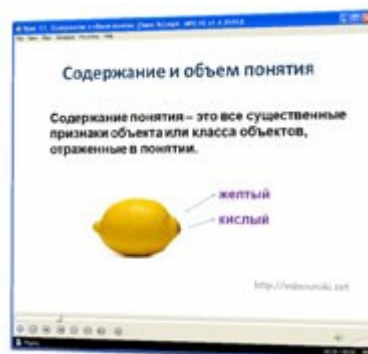 Содержание и объем понятия
Содержание понятия – это все существенные
признаки объекта или класса объектов,
отраженные в понятии.
желтый
кислый
http://videouroki.net